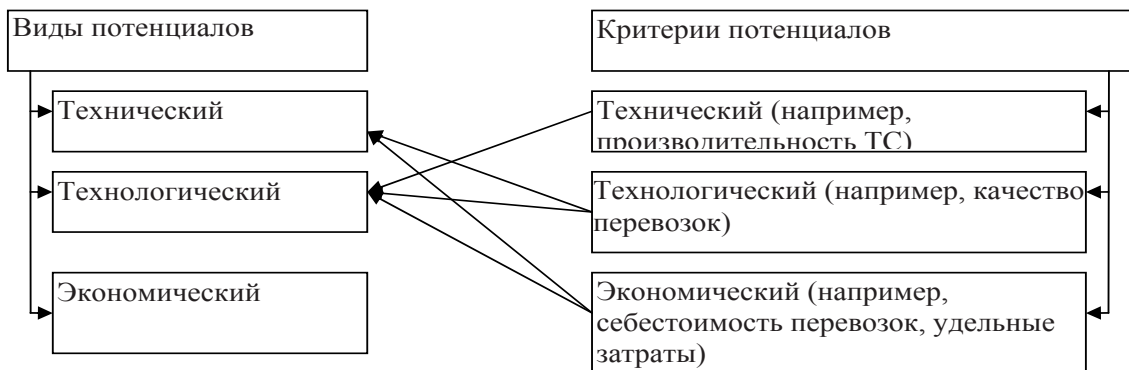 Виды потенциалов
Технический
Технологический
Экономический
Критерии потенциалов
Технический (например,
производительность ТС)
Технологический (например, качество
перевозок)
Экономический (например,
себестоимость перевозок, удельные
затраты)